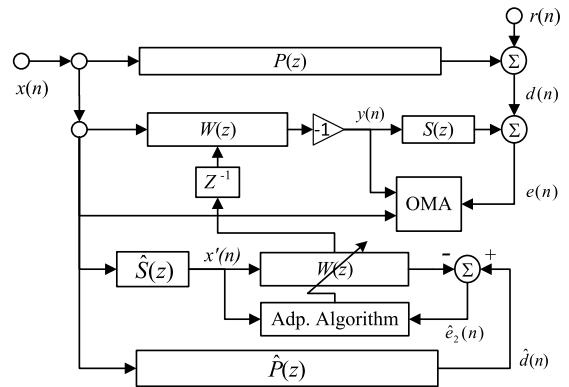 r(n)
P(z)
Σ
x(n)
d(n)
y(n)
W(z)
-1
S(z)
Σ
Z⁻¹
OMA
e(n)
Ŝ(z)
x'(n)
W(z)
-
Σ
+
Adp. Algorithm
ê₂(n)
P̂(z)
d̂(n)